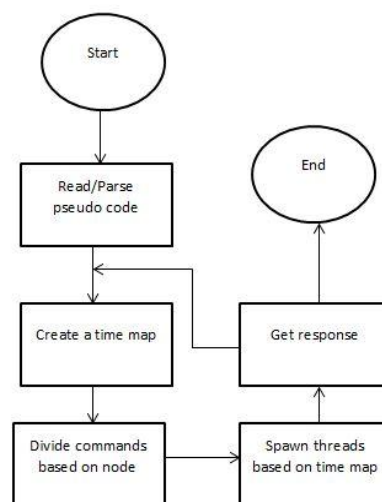 Start
Read/Parse
pseudo code
End
Create a time map
Get response
Divide commands
based on node
Spawn threads
based on time map